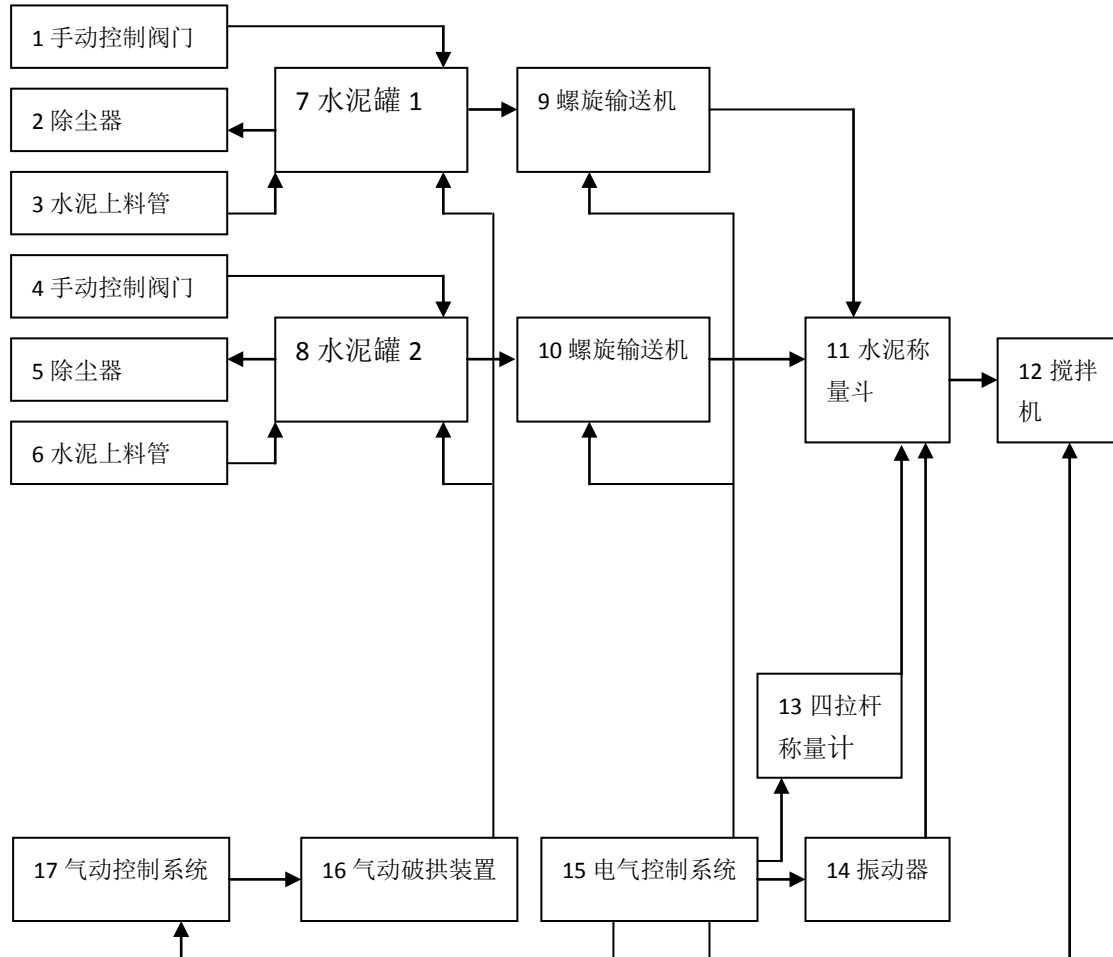 1 手动控制阀门
2 除尘器
3 水泥上料管
4 手动控制阀门
5 除尘器
6 水泥上料管
7 水泥罐 1
8 水泥罐 2
9 螺旋输送机
10 螺旋输送机
11 水泥称
量斗
12 搅拌
机
13 四拉杆
称量计
14 振动器
15 电气控制系统
16 气动破拱装置
17 气动控制系统